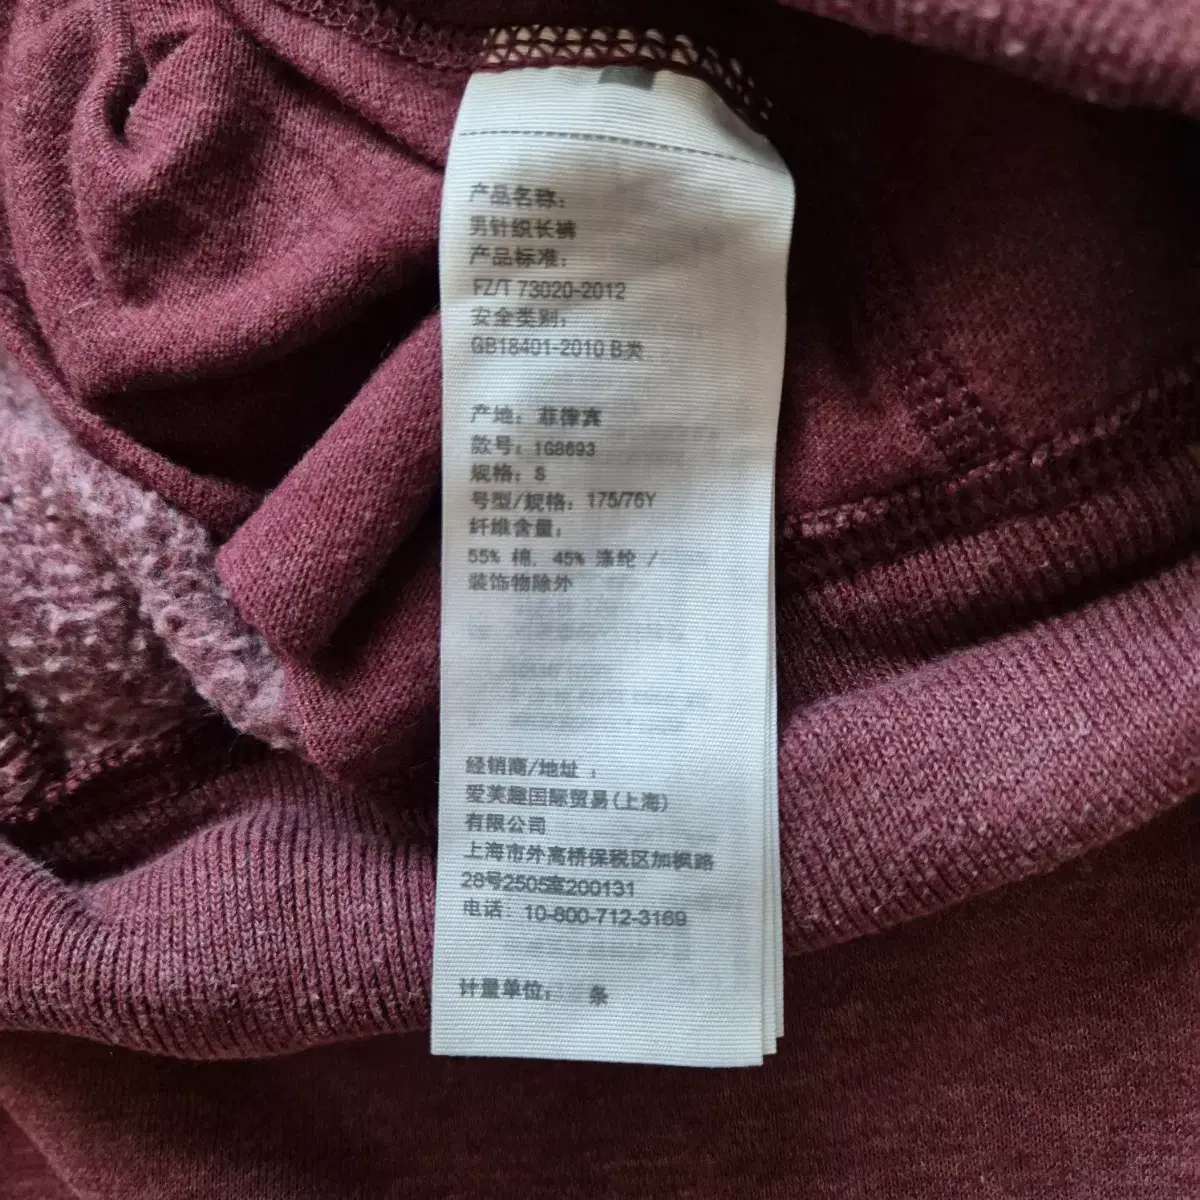 产品名称：
男针织长裤
产品标准：
FZ/T 73020-2012
安全类别：
GB18401-2010 B类
产地：菲律宾
款号：1G8693
规格：S
号型/规格：175/76Y
纤维含量：
55% 棉, 45% 涤纶 /
装饰物除外
经销商/地址：
爱芙趣国际贸易(上海)
有限公司
上海市外高桥保税区加枫路
28号2505室200131
电话：10-800-712-3169
计量单位： 条